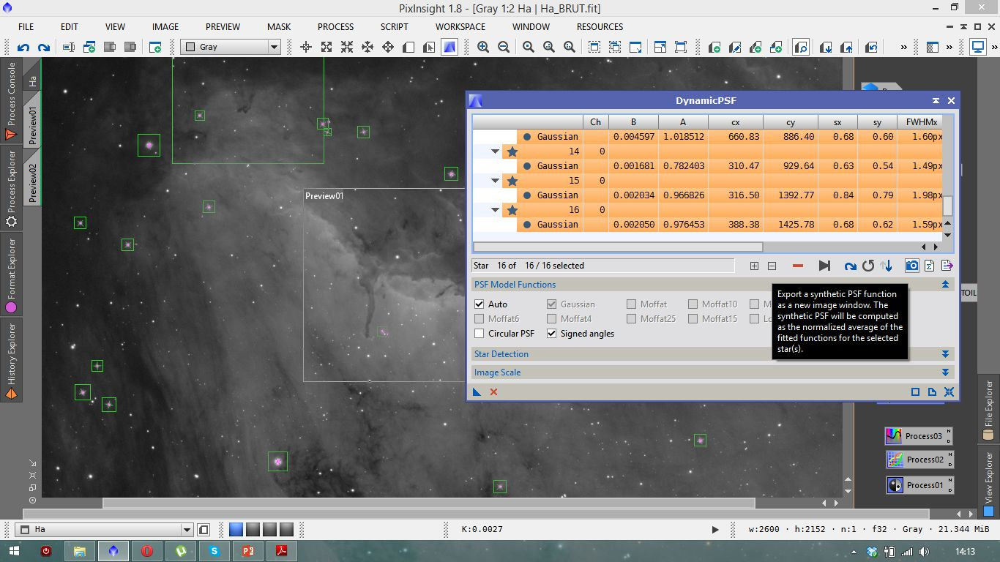 PixInsight 1.8 - [Gray 1:2 Ha | Ha_BRUT.fit]
FILE EDIT VIEW IMAGE PREVIEW MASK PROCESS SCRIPT WORKSPACE WINDOW RESOURCES
Gray
Process Console
Process Explorer
Format Explorer
History Explorer
Ha
Preview01
Preview02
Preview01
DynamicPSF
Ch B A cx cy sx sy FWHMx
Gaussian 0.004597 1.018512 660.83 886.40 0.68 0.60 1.60px
14 0
Gaussian 0.001681 0.782403 310.47 929.64 0.63 0.54 1.49px
15 0
Gaussian 0.002034 0.966826 316.50 1392.77 0.84 0.79 1.98px
16 0
Gaussian 0.002050 0.976453 388.38 1425.78 0.68 0.62 1.59px
Star 16 of 16 / 16 selected
PSF Model Functions
Auto Gaussian Moffat Moffat10
Moffat6 Moffat4 Moffat25 Moffat15
Circular PSF Signed angles
Export a synthetic PSF function
as a new image window. The
synthetic PSF will be computed
as the normalized average of the
fitted functions for the selected
star(s).
Star Detection
Image Scale
TOIL
File Explorer
View Explorer
Process03 N D
Process02 N D
Process01 N D
Ha
K:0.0027
w:2600 · h:2152 · n:1 · f32 · Gray · 21.344 MiB
14:13